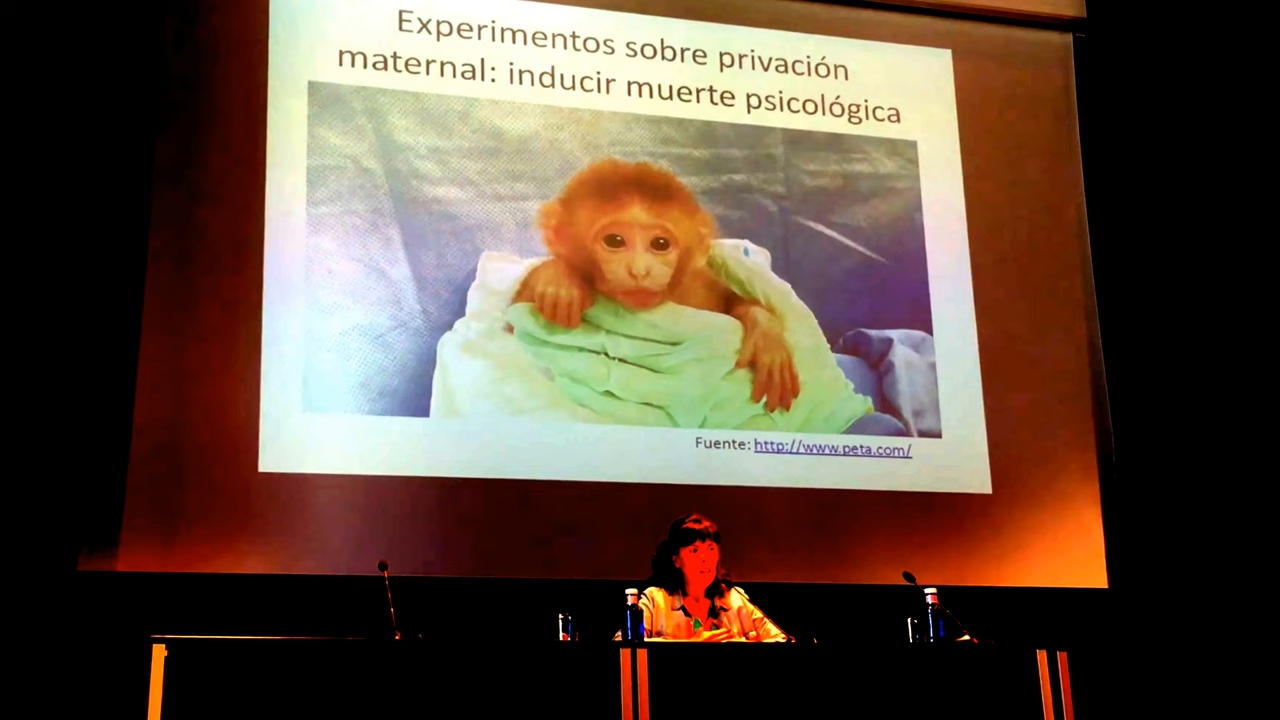 Experimentos sobre privación
maternal: inducir muerte psicológica
Fuente: http://www.peta.com/